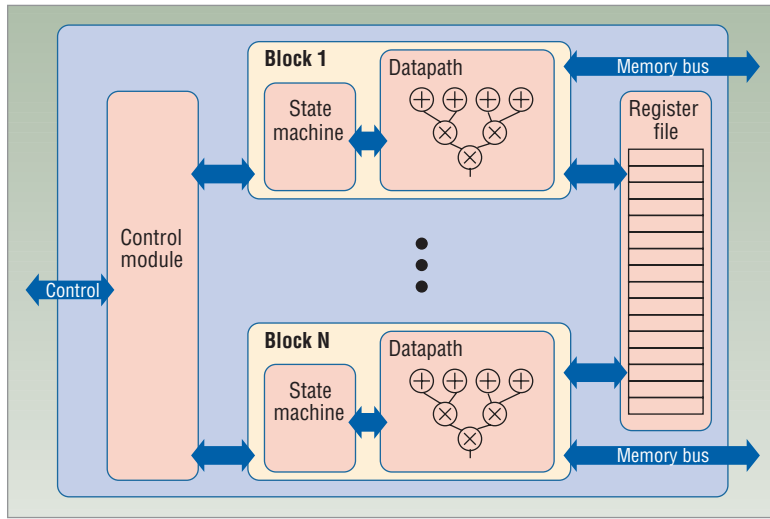 Block 1
Datapath
Memory bus
State
machine
Register
file
Control
module
Control
Block N
Datapath
State
machine
Memory bus